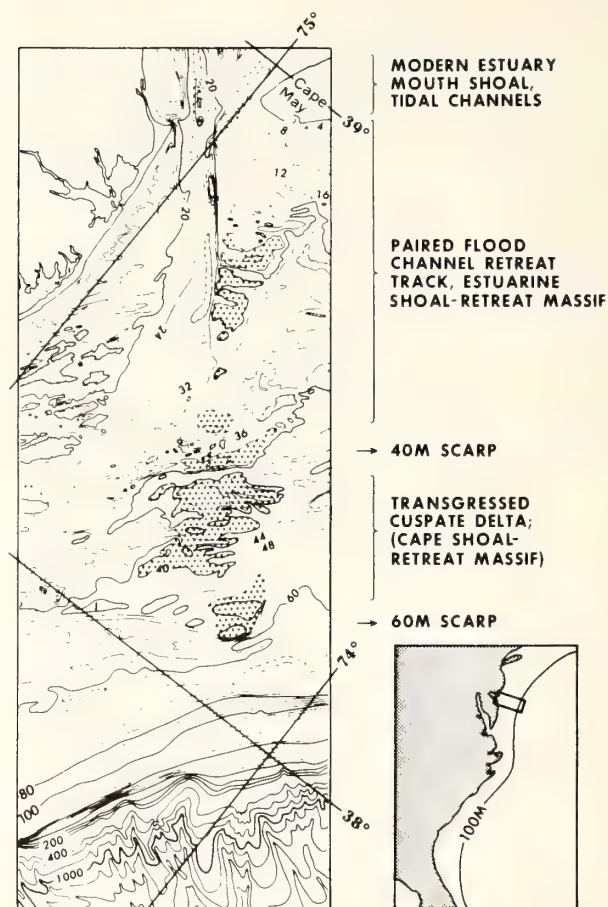 75°
20
20
Cape
May
39°
8
4
12
16
20
24
32
36
44
48
40
60
74°
80
100
200
400
1000
38°
MODERN ESTUARY
MOUTH SHOAL,
TIDAL CHANNELS
PAIRED FLOOD
CHANNEL RETREAT
TRACK, ESTUARINE
SHOAL-RETREAT MASSIF
→ 40M SCARP
TRANSGRESSED
CUSPATE DELTA;
(CAPE SHOAL-
RETREAT MASSIF)
→ 60M SCARP
100M